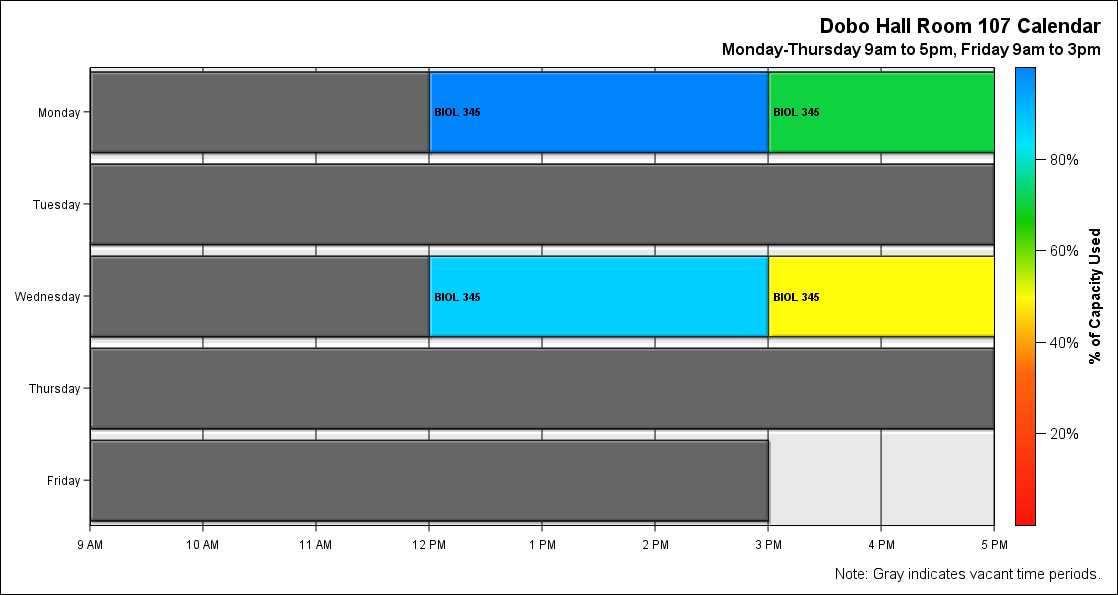 Dobo Hall Room 107 Calendar
Monday-Thursday 9am to 5pm, Friday 9am to 3pm
Monday
BIOL 345
BIOL 345
Tuesday
Wednesday
BIOL 345
BIOL 345
Thursday
Friday
9 AM
10 AM
11 AM
12 PM
1 PM
2 PM
3 PM
4 PM
5 PM
80%
60%
40%
20%
% of Capacity Used
Note: Gray indicates vacant time periods.